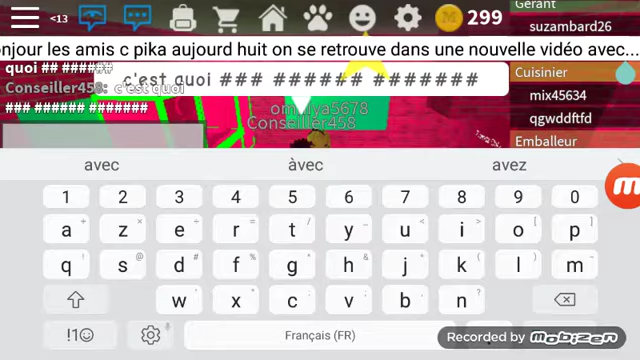 <13
299
Gérant
suzambard26
onjour les amis c pika aujourd huit on se retrouve dans une nouvelle vidéo avec...
quoi ## ######
c'est quoi ### ###### #######
Conseiller458: c'est quoi
### ###### #######
Cuisinier
mix45634
qgwddftfd
Emballeur
Conseiller458
avec àvec avez
1 2 3 4 5 6 7 8 9 0
a z e r t y u i o p
q s d f g h j k l m
w x c v b n
!1 Français (FR)
Recorded by Mobizen